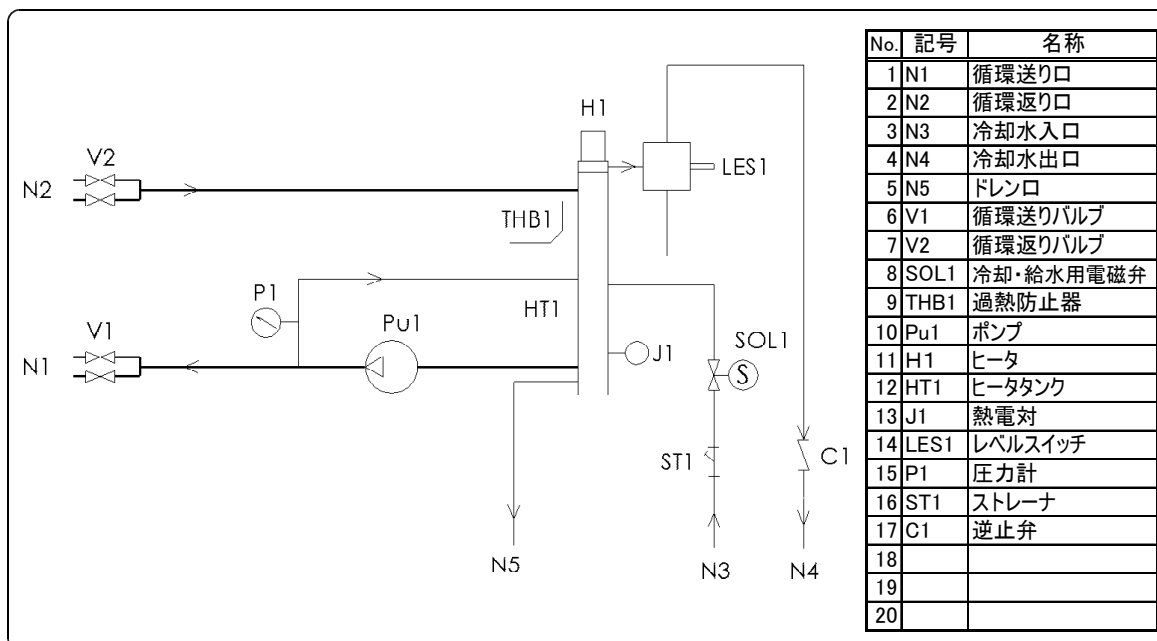 H1
V2
LES1
N2
THB1
P1
HT1
Pu1
V1
J1
SOL1
S
N1
ST1
C1
N5
N3
N4
No. 記号 名称
1 N1 循環送り口
2 N2 循環返り口
3 N3 冷却水入口
4 N4 冷却水出口
5 N5 ドレン口
6 V1 循環送りバルブ
7 V2 循環返りバルブ
8 SOL1 冷却・給水用電磁弁
9 THB1 過熱防止器
10 Pu1 ポンプ
11 H1 ヒータ
12 HT1 ヒータタンク
13 J1 熱電対
14 LES1 レベルスイッチ
15 P1 圧力計
16 ST1 ストレーナ
17 C1 逆止弁
18
19
20